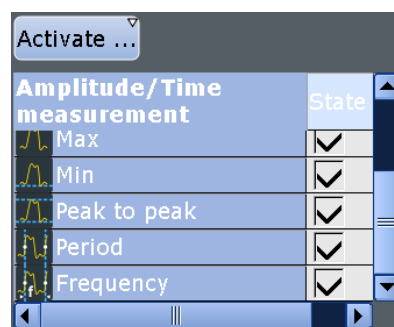 Activate ...
Amplitude/Time
measurement
State
Max
Min
Peak to peak
Period
Frequency